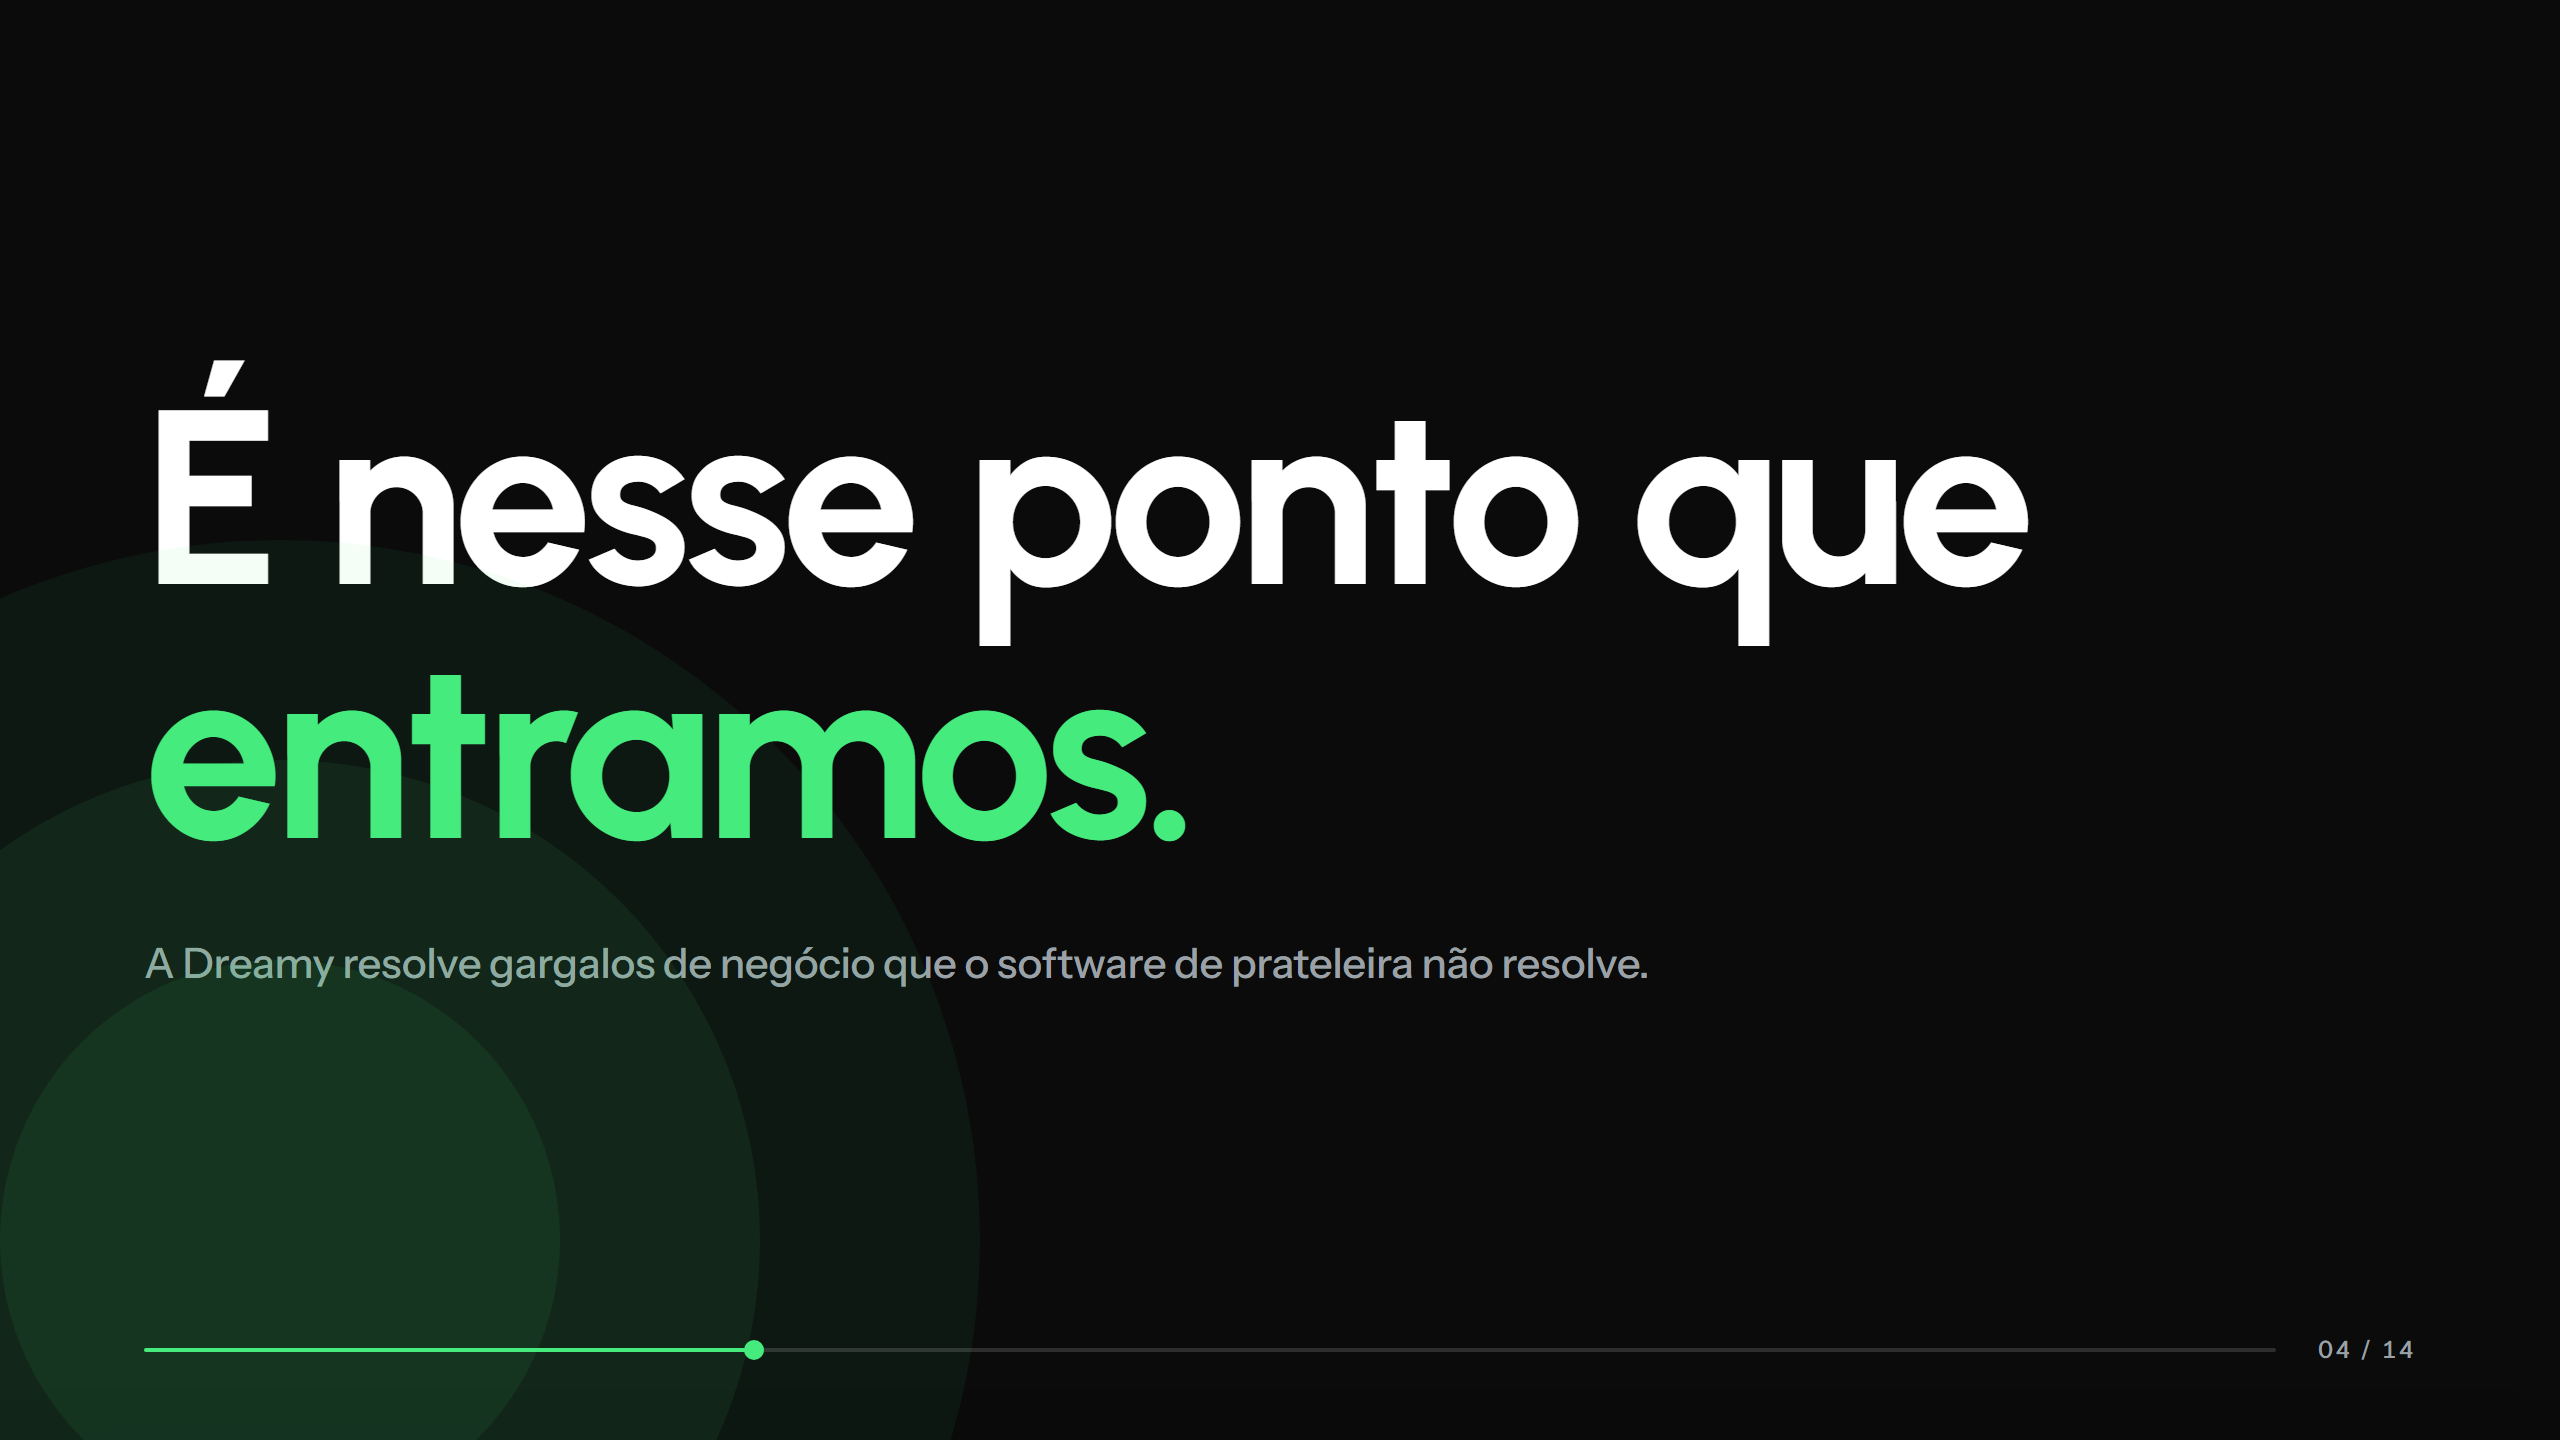 É nesse ponto que
entramos.
A Dreamy resolve gargalos de negócio que o software de prateleira não resolve.
04 / 14